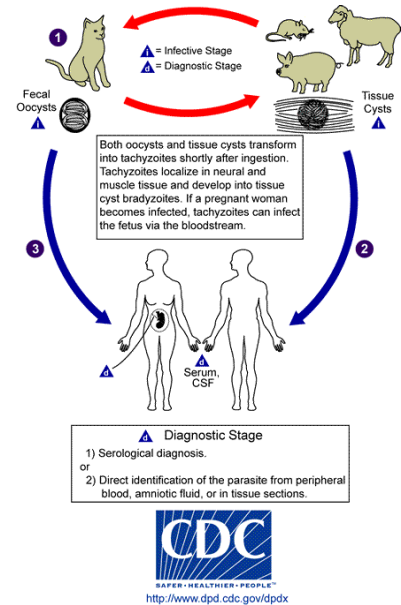 1
i = Infective Stage
d = Diagnostic Stage
Fecal
Oocysts
i
Tissue
Cysts
i
Both oocysts and tissue cysts transform
into tachyzoites shortly after ingestion.
Tachyzoites localize in neural and
muscle tissue and develop into tissue
cyst bradyzoites. If a pregnant woman
becomes infected, tachyzoites can infect
the fetus via the bloodstream.
3
2
d
d
Serum,
CSF
d Diagnostic Stage
1) Serological diagnosis.
or
2) Direct identification of the parasite from peripheral
blood, amniotic fluid, or in tissue sections.
CDC
SAFER • HEALTHIER • PEOPLE™
http://www.dpd.cdc.gov/dpdx